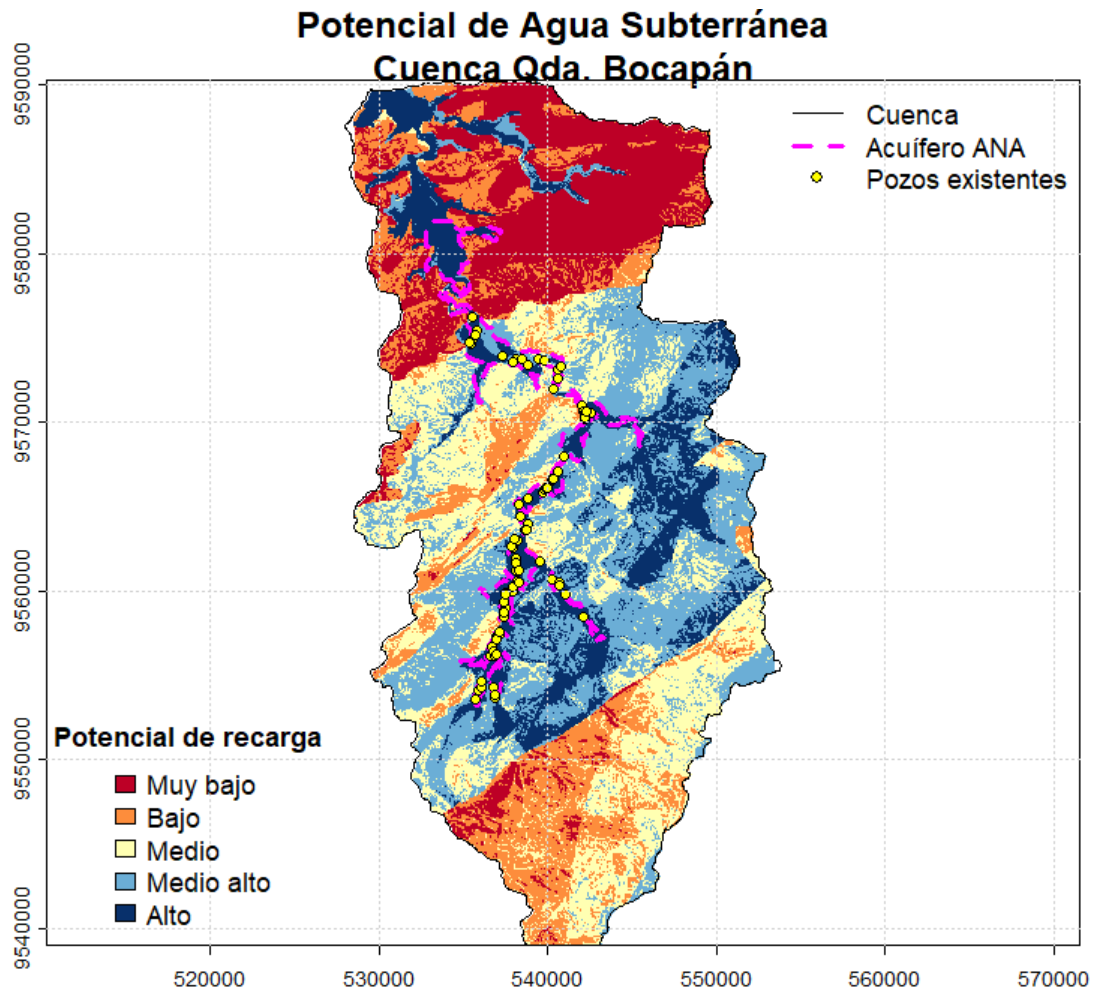 Potencial de Agua Subterránea
Cuenca Qda. Bocapán
Cuenca
Acuífero ANA
Pozos existentes
9590000
9580000
9570000
9560000
9550000
9540000
Potencial de recarga
Muy bajo
Bajo
Medio
Medio alto
Alto
520000 530000 540000 550000 560000 570000